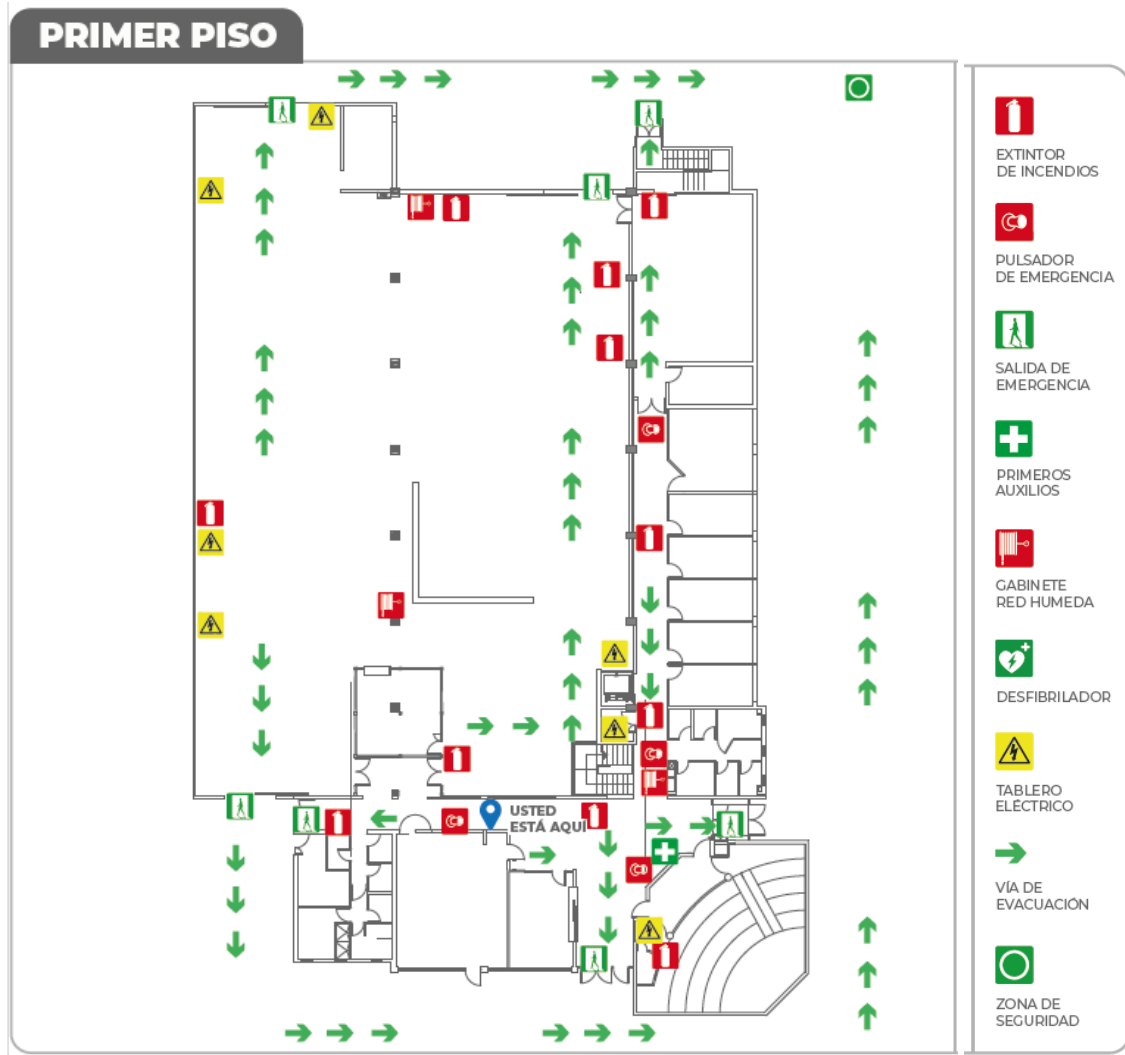 PRIMER PISO
USTED
ESTÁ AQUÍ
EXTINTOR
DE INCENDIOS
PULSADOR
DE EMERGENCIA
SALIDA DE
EMERGENCIA
PRIMEROS
AUXILIOS
GABINETE
RED HUMEDA
DESFIBRILADOR
TABLERO
ELÉCTRICO
VÍA DE
EVACUACIÓN
ZONA DE
SEGURIDAD